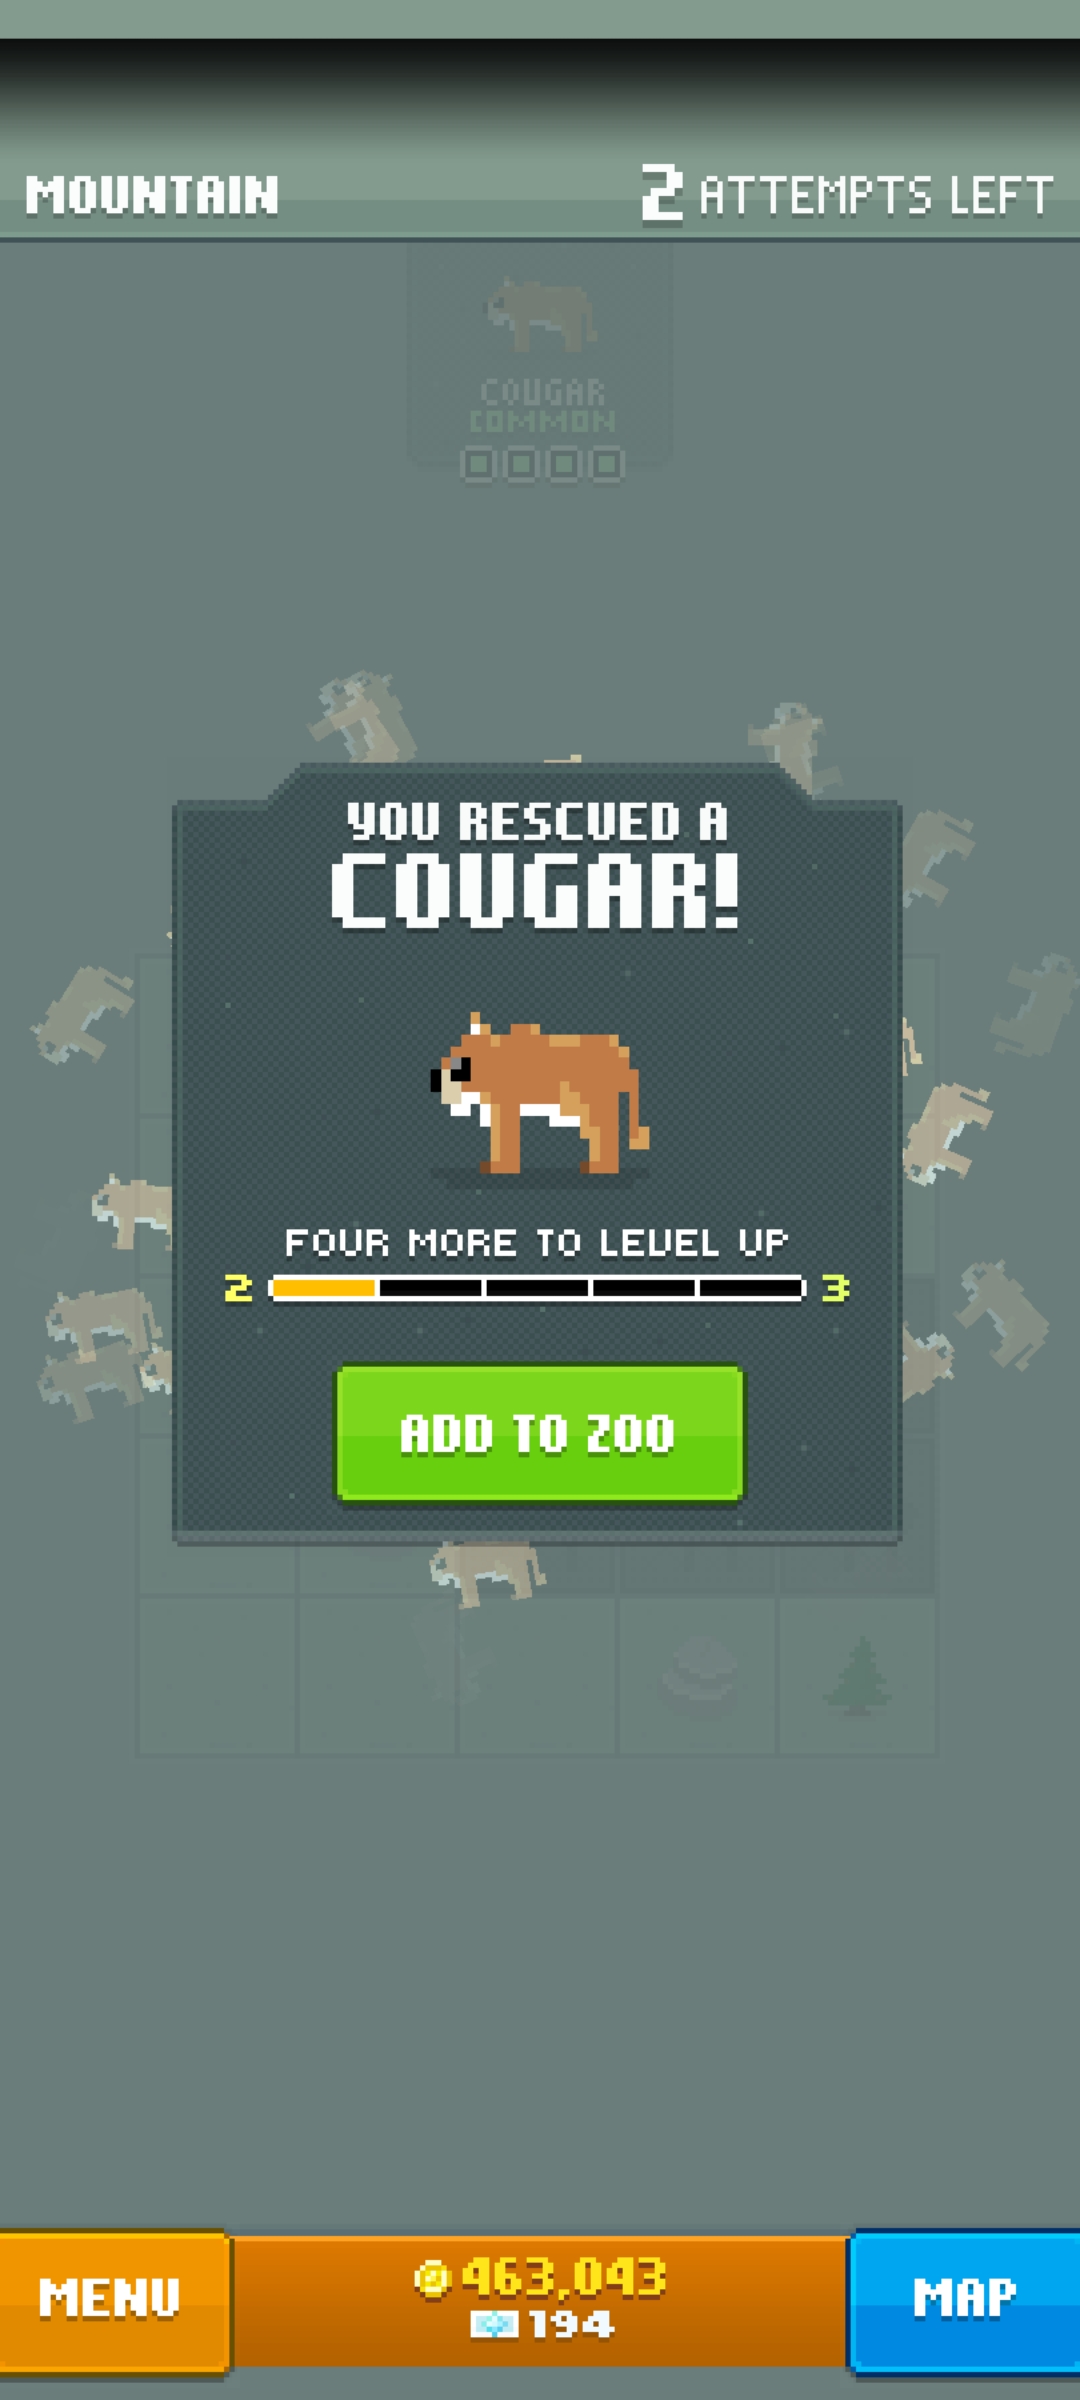 MOUNTAIN
2 ATTEMPTS LEFT
COUGAR
COMMON
YOU RESCUED A
COUGAR!
FOUR MORE TO LEVEL UP
2 3
ADD TO ZOO
MENU
463,043
194
MAP